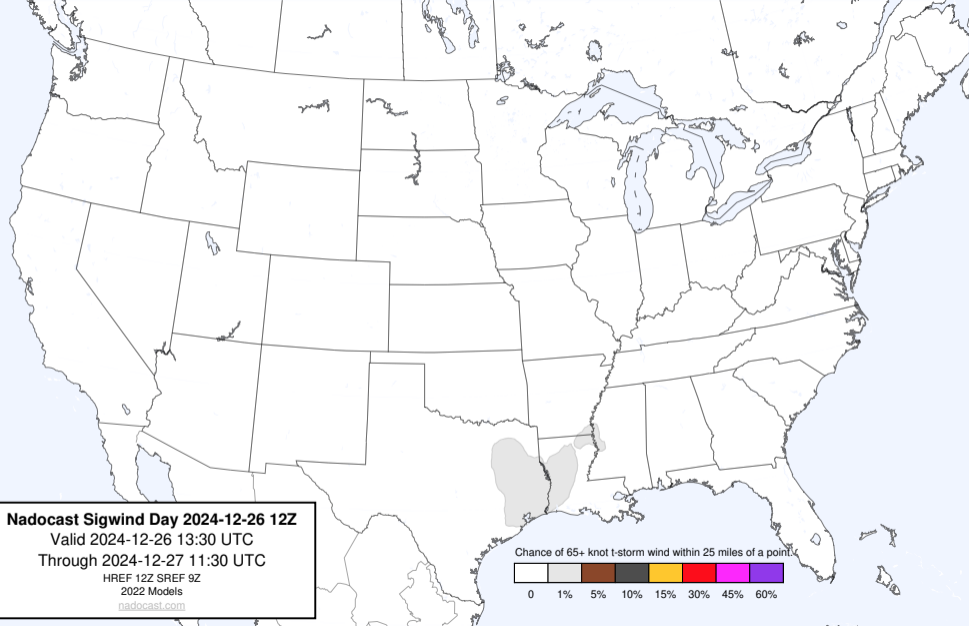 Nadocast Sigwind Day 2024-12-26 12Z
Valid 2024-12-26 13:30 UTC
Through 2024-12-27 11:30 UTC
HREF 12Z SREF 9Z
2022 Models
nadocast.com
Chance of 65+ knot t-storm wind within 25 miles of a point.
0 1% 5% 10% 15% 30% 45% 60%